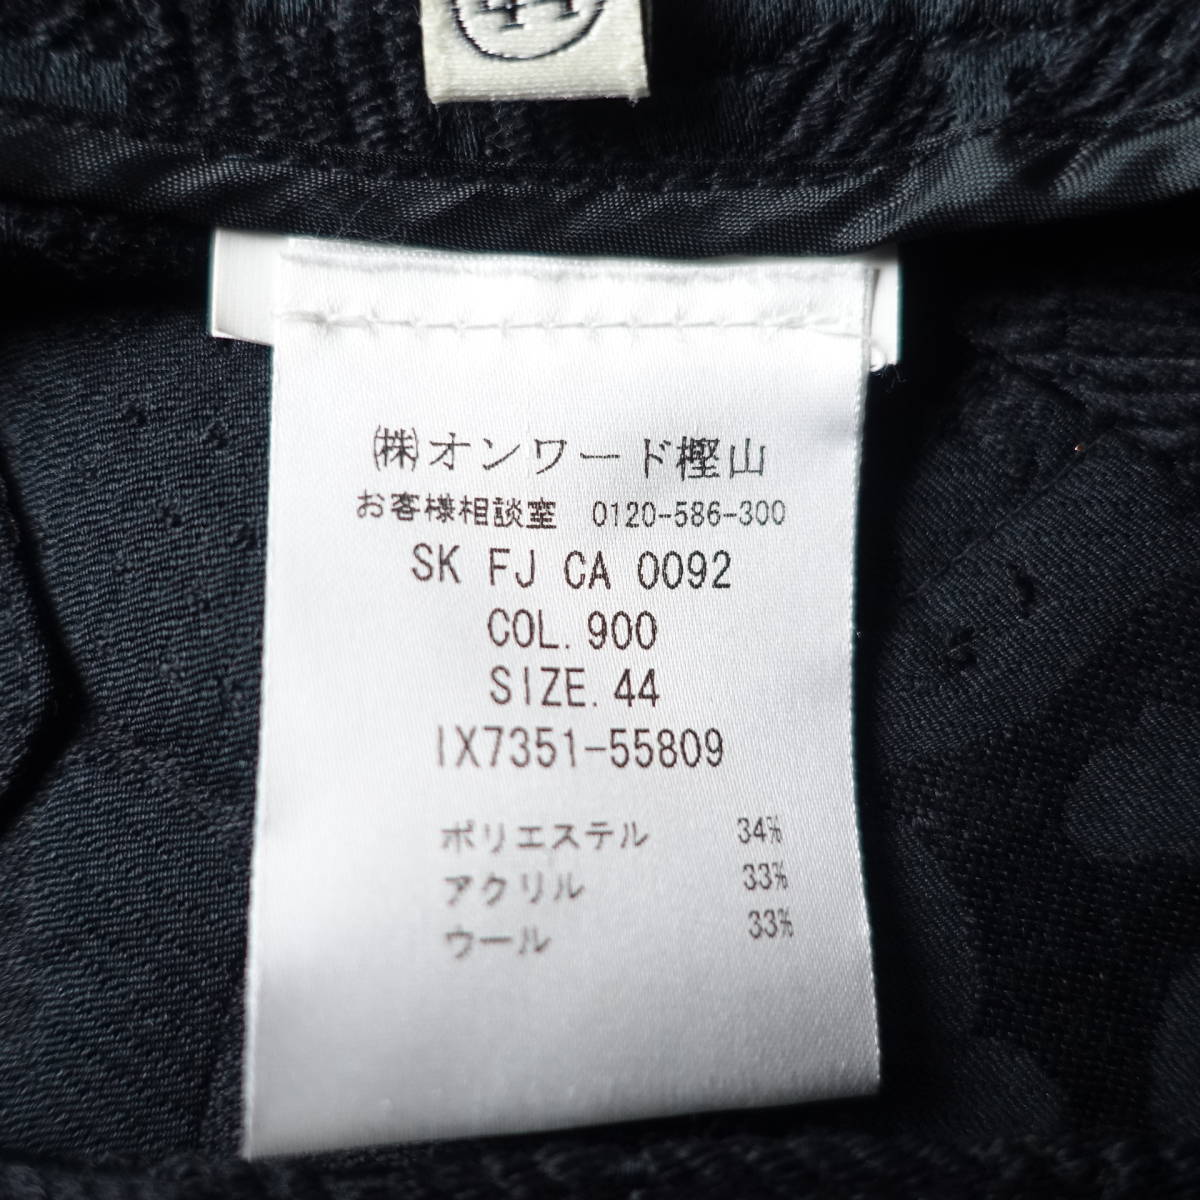 44
㈱オンワード樫山
お客様相談室 0120-586-300
SK FJ CA 0092
COL. 900
SIZE. 44
IX7351-55809
ポリエステル 34%
アクリル 33%
ウール 33%